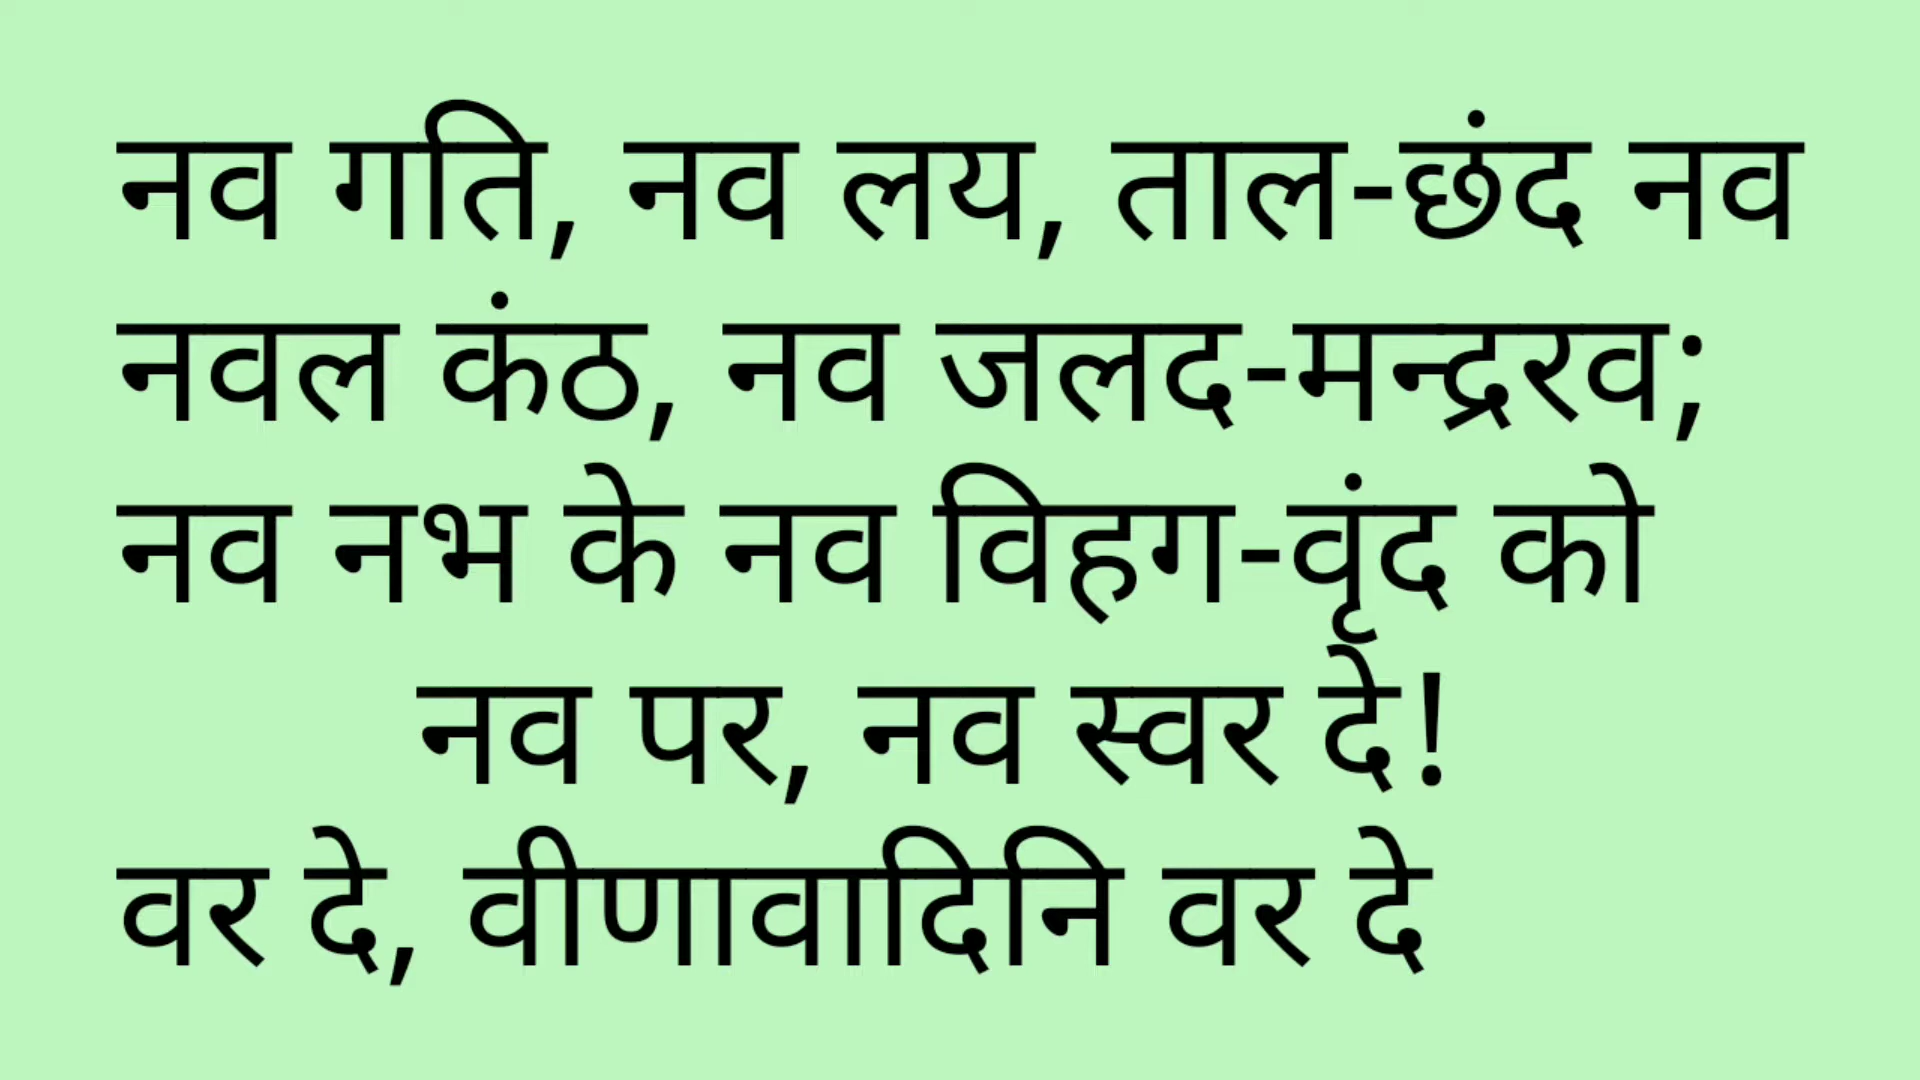 नव गति, नव लय, ताल-छंद नव
नवल कंठ, नव जलद-मन्द्ररव;
नव नभ के नव विहग-वृंद को
नव पर, नव स्वर दे!
वर दे, वीणावादिनि वर दे